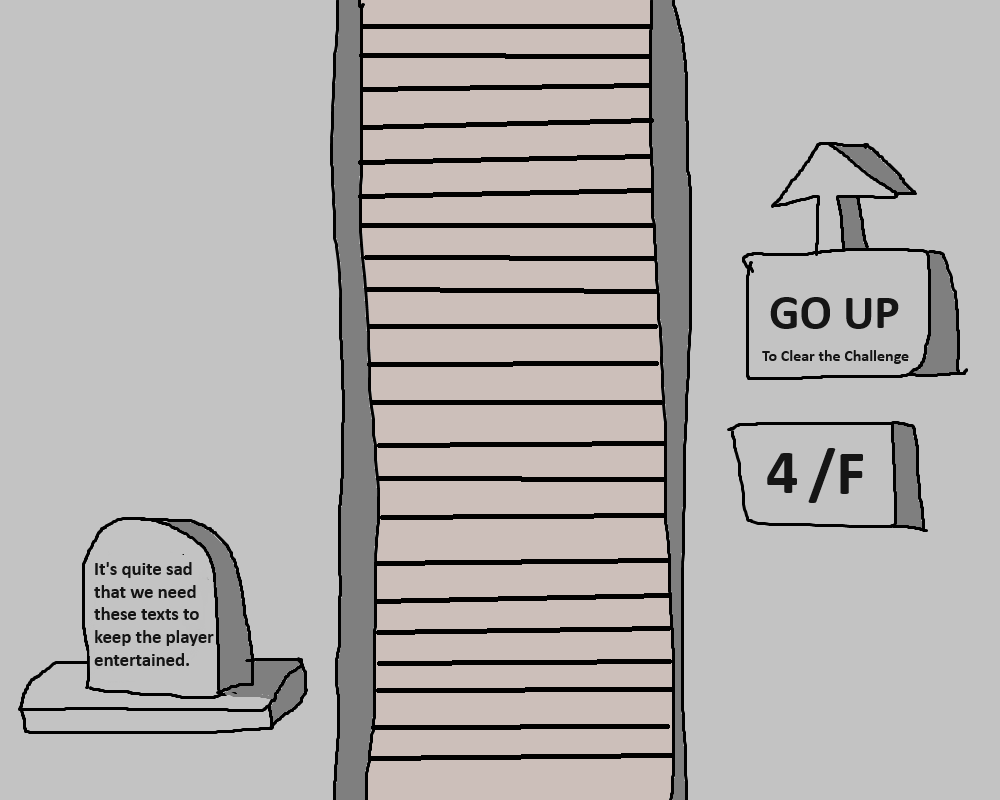 GO UP
To Clear the Challenge
4 /F
It's quite sad
that we need
these texts to
keep the player
entertained.